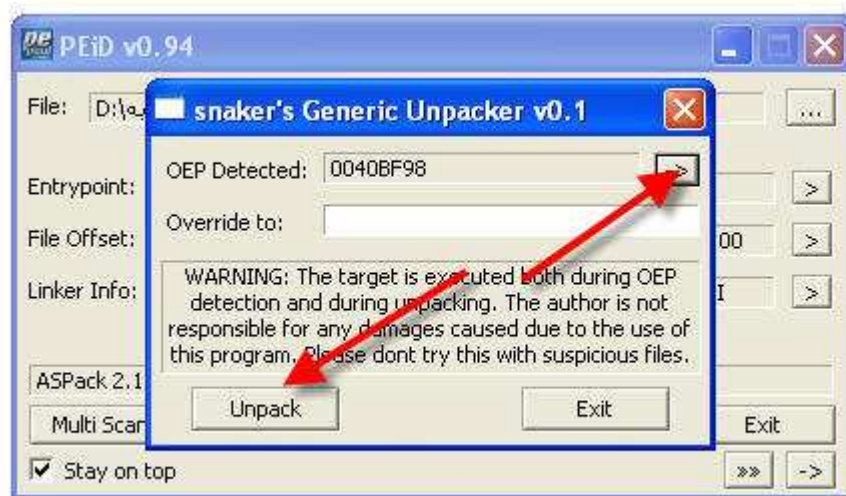 PEiD v0.94
File: D:\
...
snaker's Generic Unpacker v0.1
OEP Detected: 0040BF98 ->
Override to:
WARNING: The target is executed both during OEP
detection and during unpacking. The author is not
responsible for any damages caused due to the use of
this program. Please dont try this with suspicious files.
Unpack Exit
Entrypoint: >
File Offset: 00 >
Linker Info: I >
ASPack 2.1
Multi Scan Exit
Stay on top »» ->